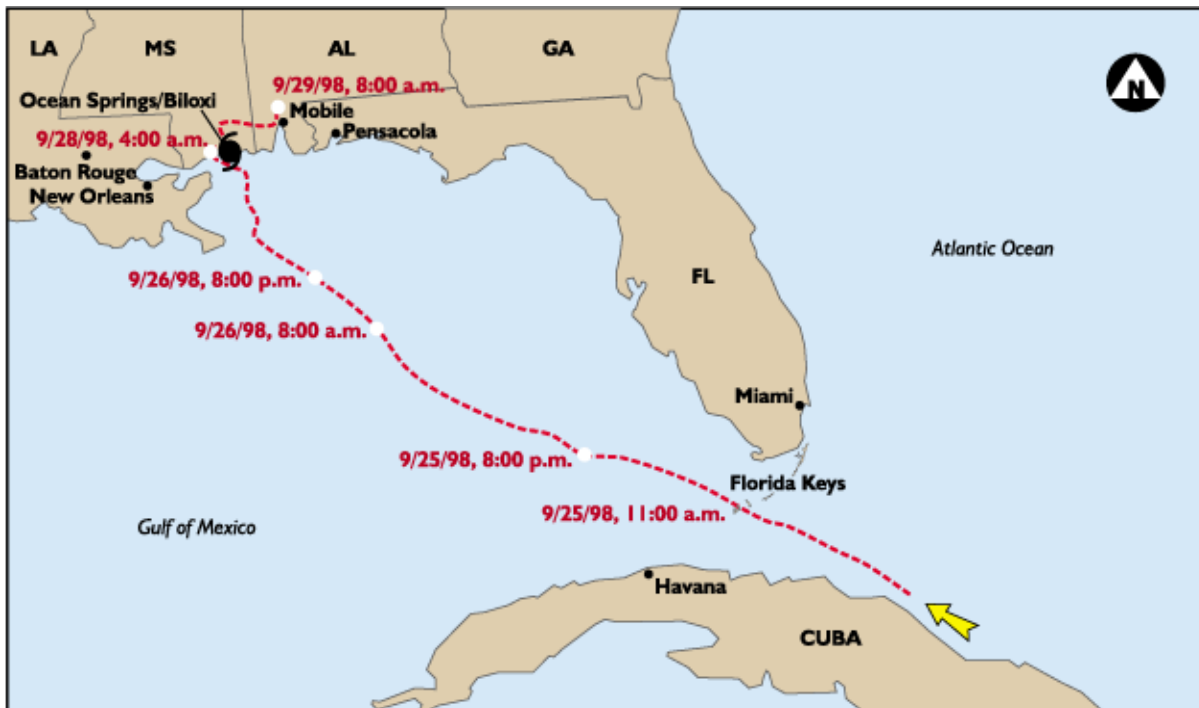 LA
MS
AL
GA
9/29/98, 8:00 a.m.
N
Ocean Springs/Biloxi
Mobile
9/28/98, 4:00 a.m.
Pensacola
Baton Rouge
New Orleans
Atlantic Ocean
9/26/98, 8:00 p.m.
FL
9/26/98, 8:00 a.m.
Miami
9/25/98, 8:00 p.m.
Florida Keys
9/25/98, 11:00 a.m.
Gulf of Mexico
Havana
CUBA